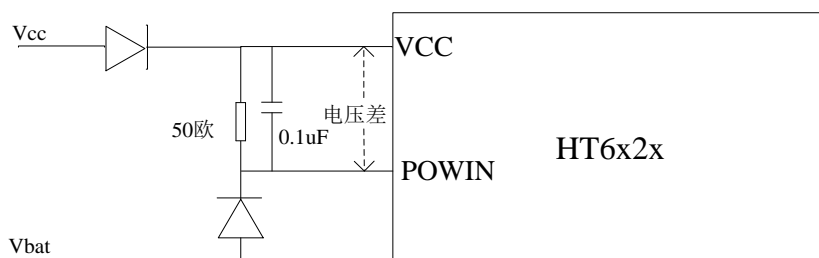 Vcc
VCC
电压差
50欧
0.1uF
HT6x2x
POWIN
Vbat